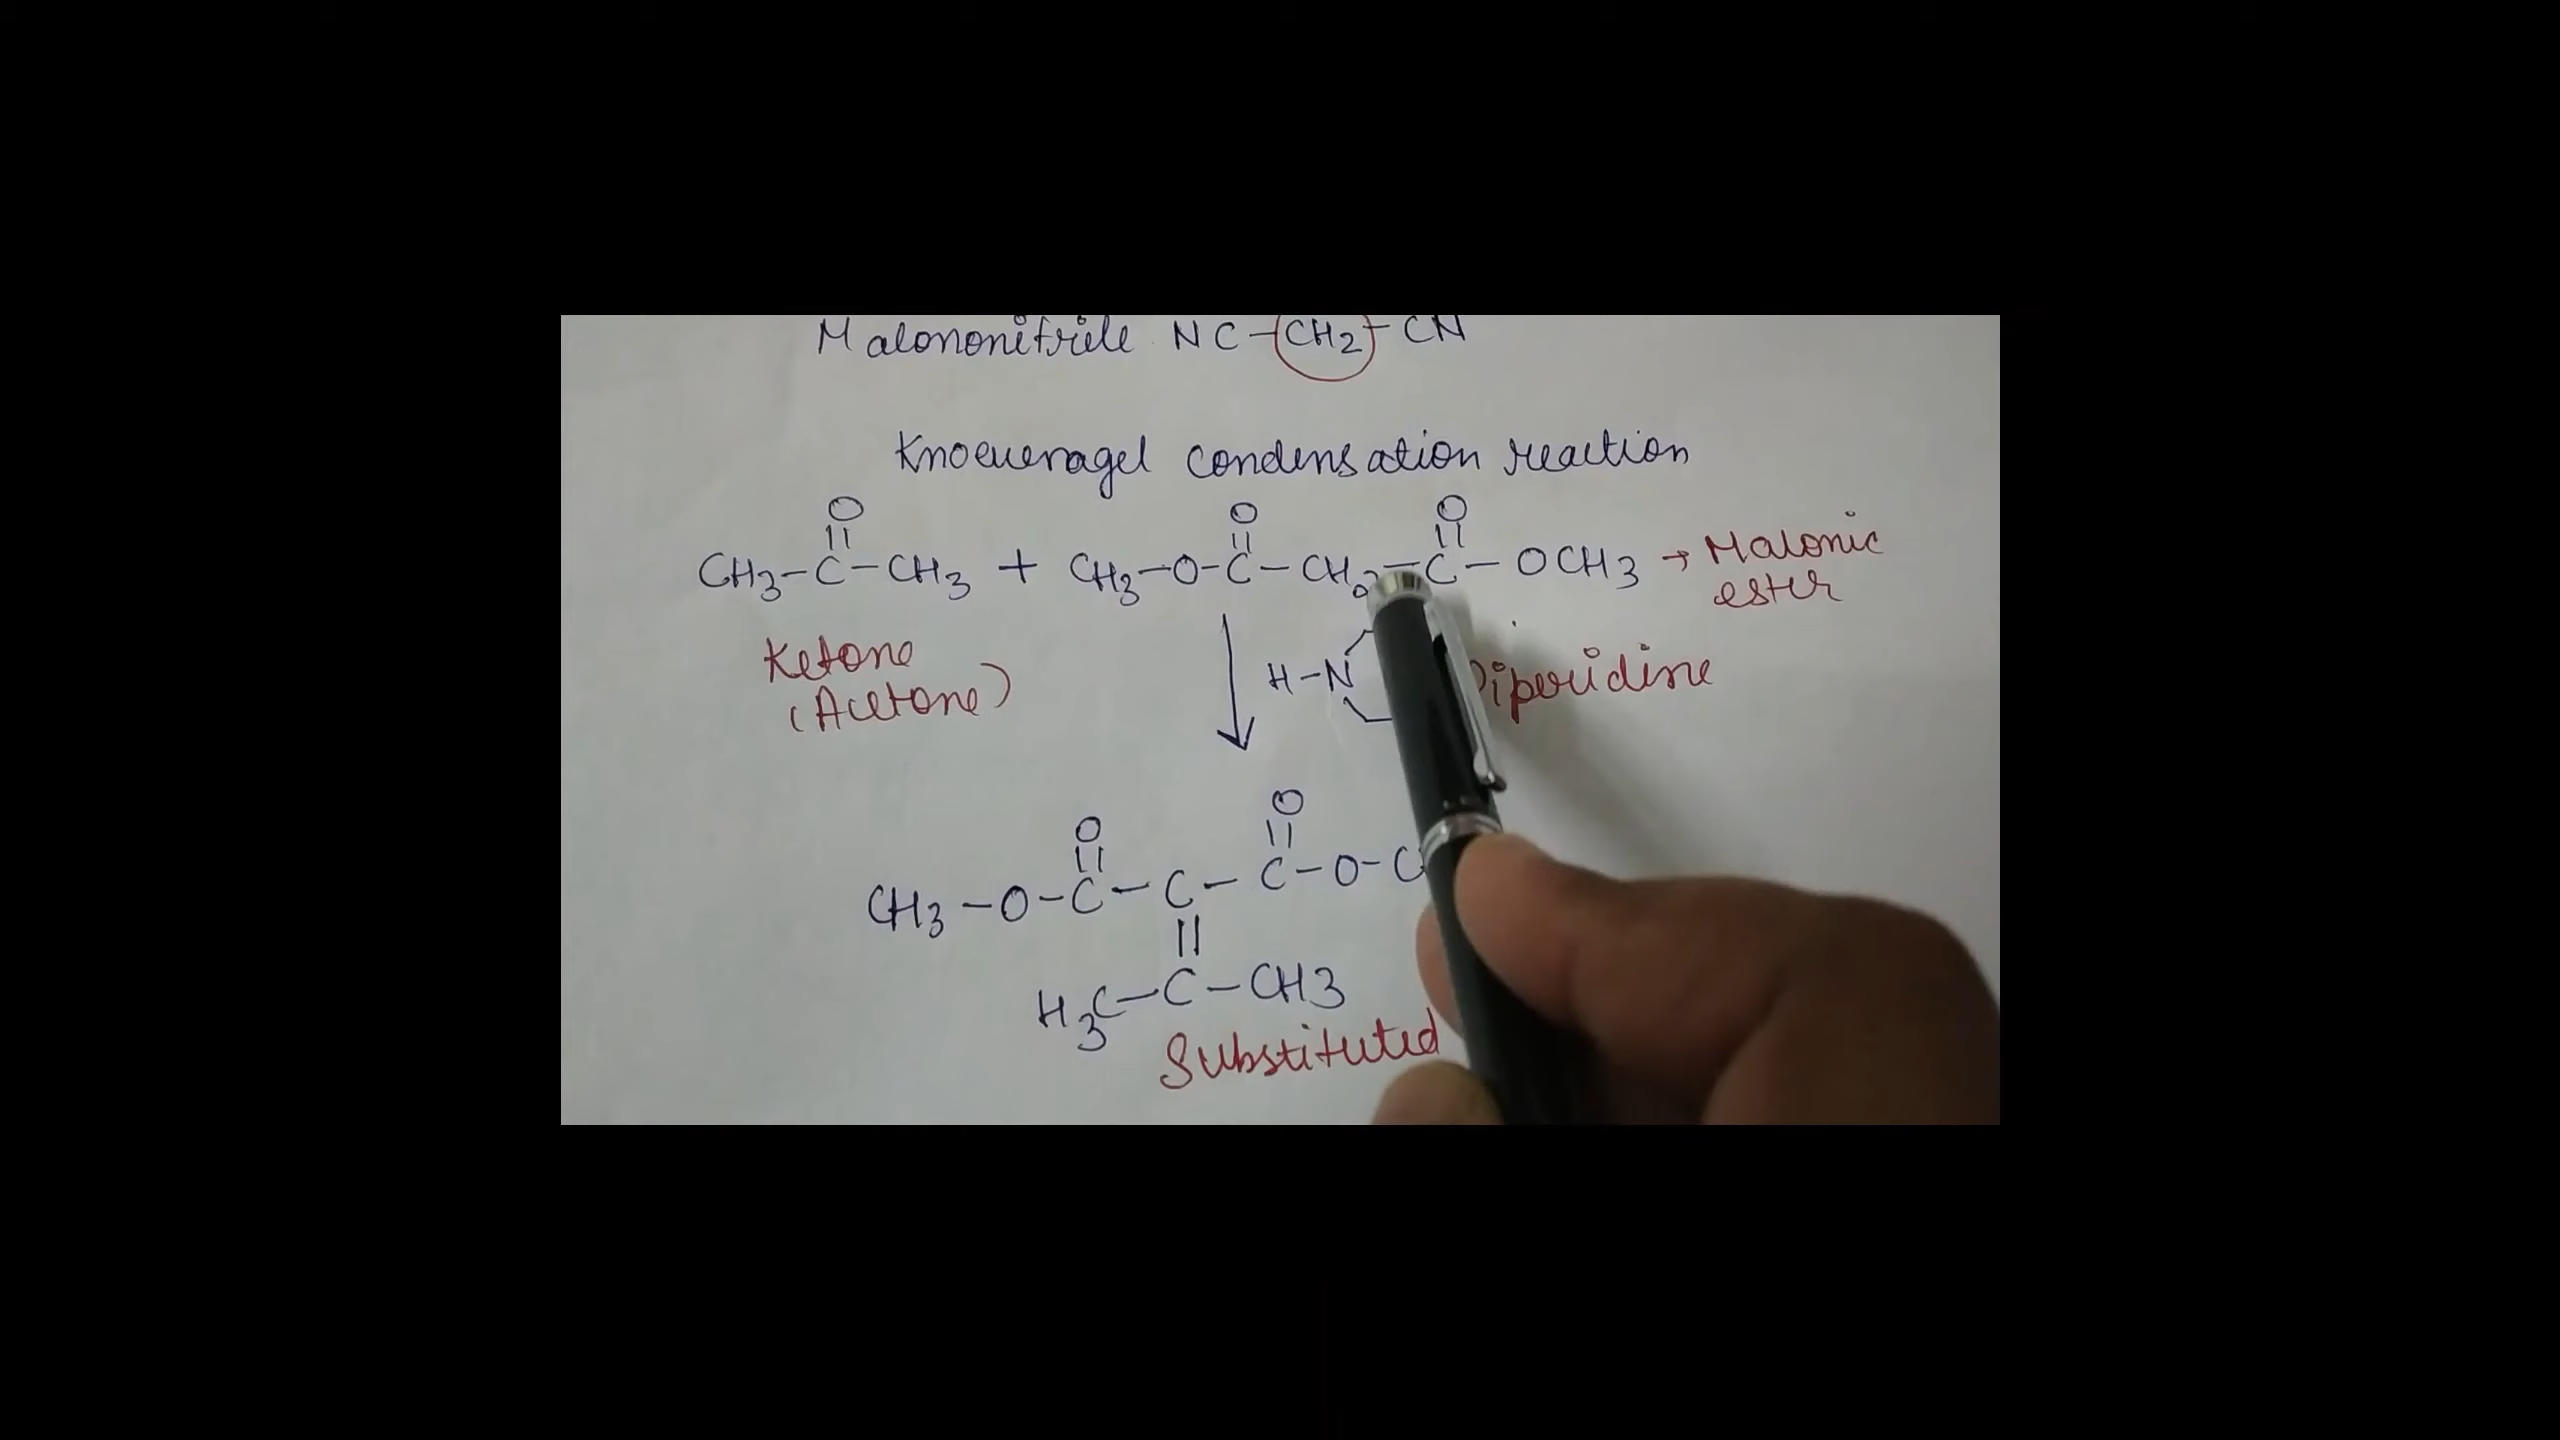 Malononitrile NC-CH2-CN
Knoevenagel condensation reaction
O O O
|| || ||
CH3-C-CH3 + CH3-O-C-CH2-C-OCH3 → Malonic
ester
Ketone
(Acetone)
H-N Piperidine
O O
|| ||
CH3-O-C-C-C-O-C
||
H3C-C-CH3
Substituted